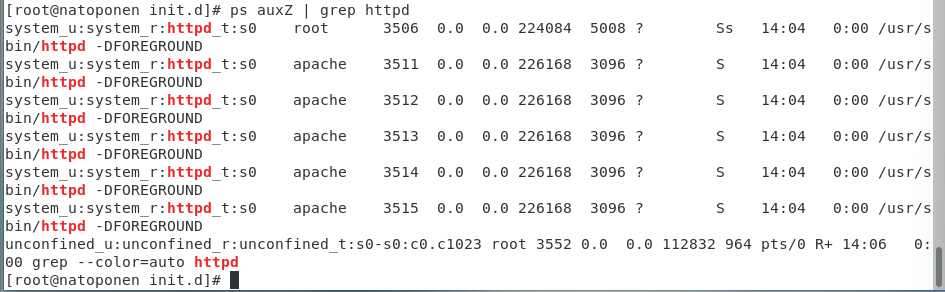 [root@natoponen init.d]# ps auxZ | grep httpd
system_u:system_r:httpd_t:s0    root      3506  0.0  0.0 224084  5008 ?        Ss   14:04   0:00 /usr/s
bin/httpd -DFOREGROUND
system_u:system_r:httpd_t:s0    apache    3511  0.0  0.0 226168  3096 ?        S    14:04   0:00 /usr/s
bin/httpd -DFOREGROUND
system_u:system_r:httpd_t:s0    apache    3512  0.0  0.0 226168  3096 ?        S    14:04   0:00 /usr/s
bin/httpd -DFOREGROUND
system_u:system_r:httpd_t:s0    apache    3513  0.0  0.0 226168  3096 ?        S    14:04   0:00 /usr/s
bin/httpd -DFOREGROUND
system_u:system_r:httpd_t:s0    apache    3514  0.0  0.0 226168  3096 ?        S    14:04   0:00 /usr/s
bin/httpd -DFOREGROUND
system_u:system_r:httpd_t:s0    apache    3515  0.0  0.0 226168  3096 ?        S    14:04   0:00 /usr/s
bin/httpd -DFOREGROUND
unconfined_u:unconfined_r:unconfined_t:s0-s0:c0.c1023 root 3552 0.0  0.0 112832 964 pts/0 R+ 14:06   0:
00 grep --color=auto httpd
[root@natoponen init.d]#